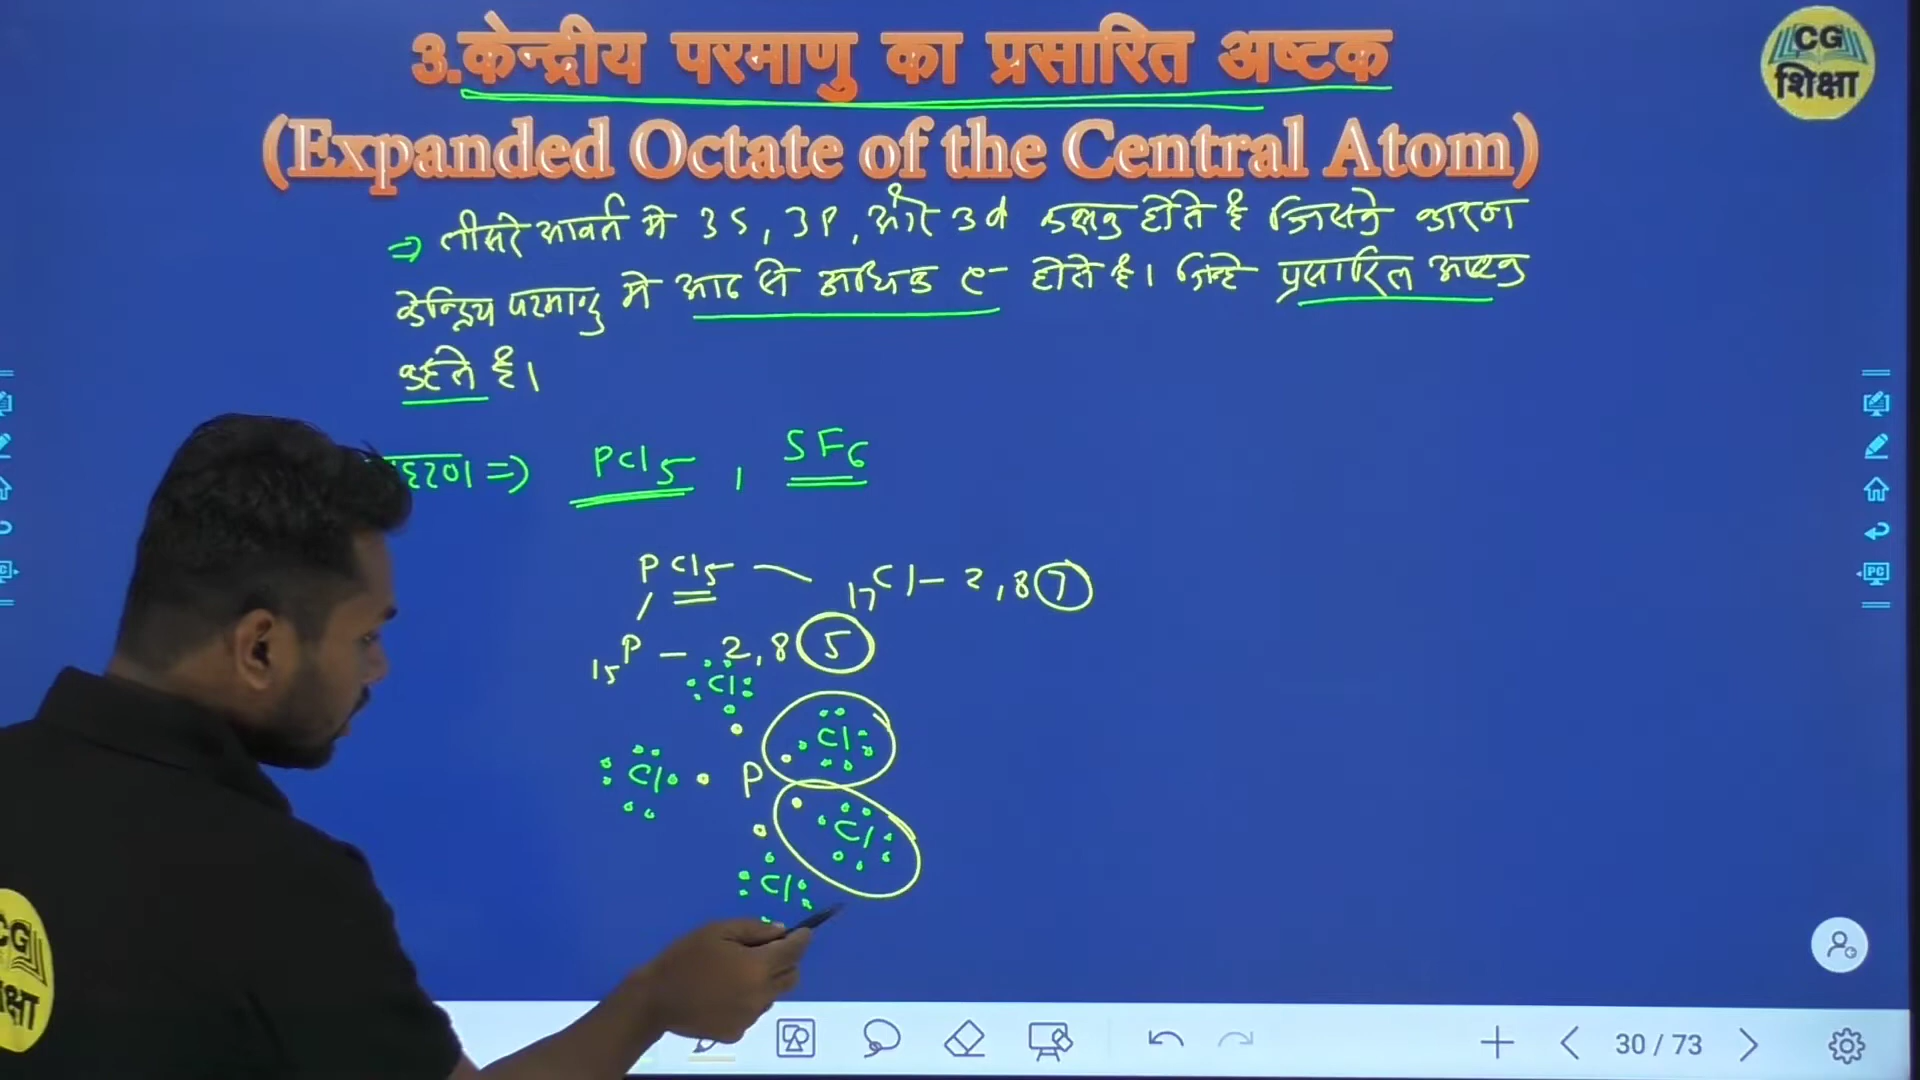 3.केन्द्रीय परमाणु का प्रसारित अष्टक
(Expanded Octate of the Central Atom)
CG
शिक्षा
⇒ तीसरे आवर्त मे 3S, 3P, और 3d कक्षक होते है जिसके कारण
केन्द्रिय परमाणु मे आठ से अधिक e- होते है। जिन्हे प्रसारित अष्टक
कहते है।
⇒ PCl5 , SF6
PCl5 17Cl - 2,8 7
15P - 2,8 5
Cl
Cl
Cl P
Cl
Cl
CG
PC
30 / 73